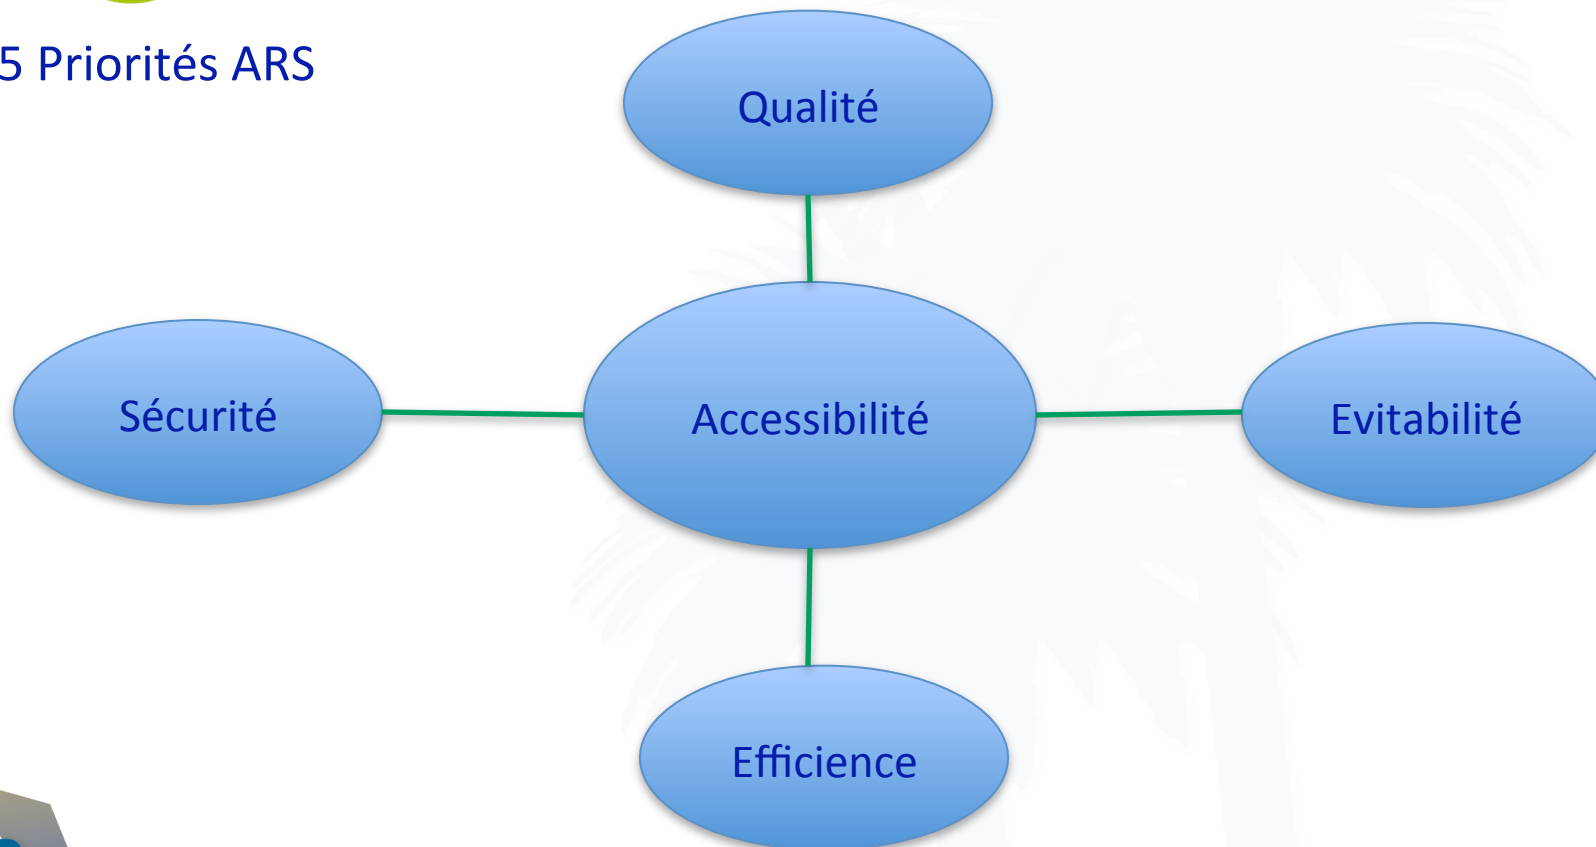 5 Priorités ARS
Qualité
Sécurité
Accessibilité
Evitabilité
Efficience